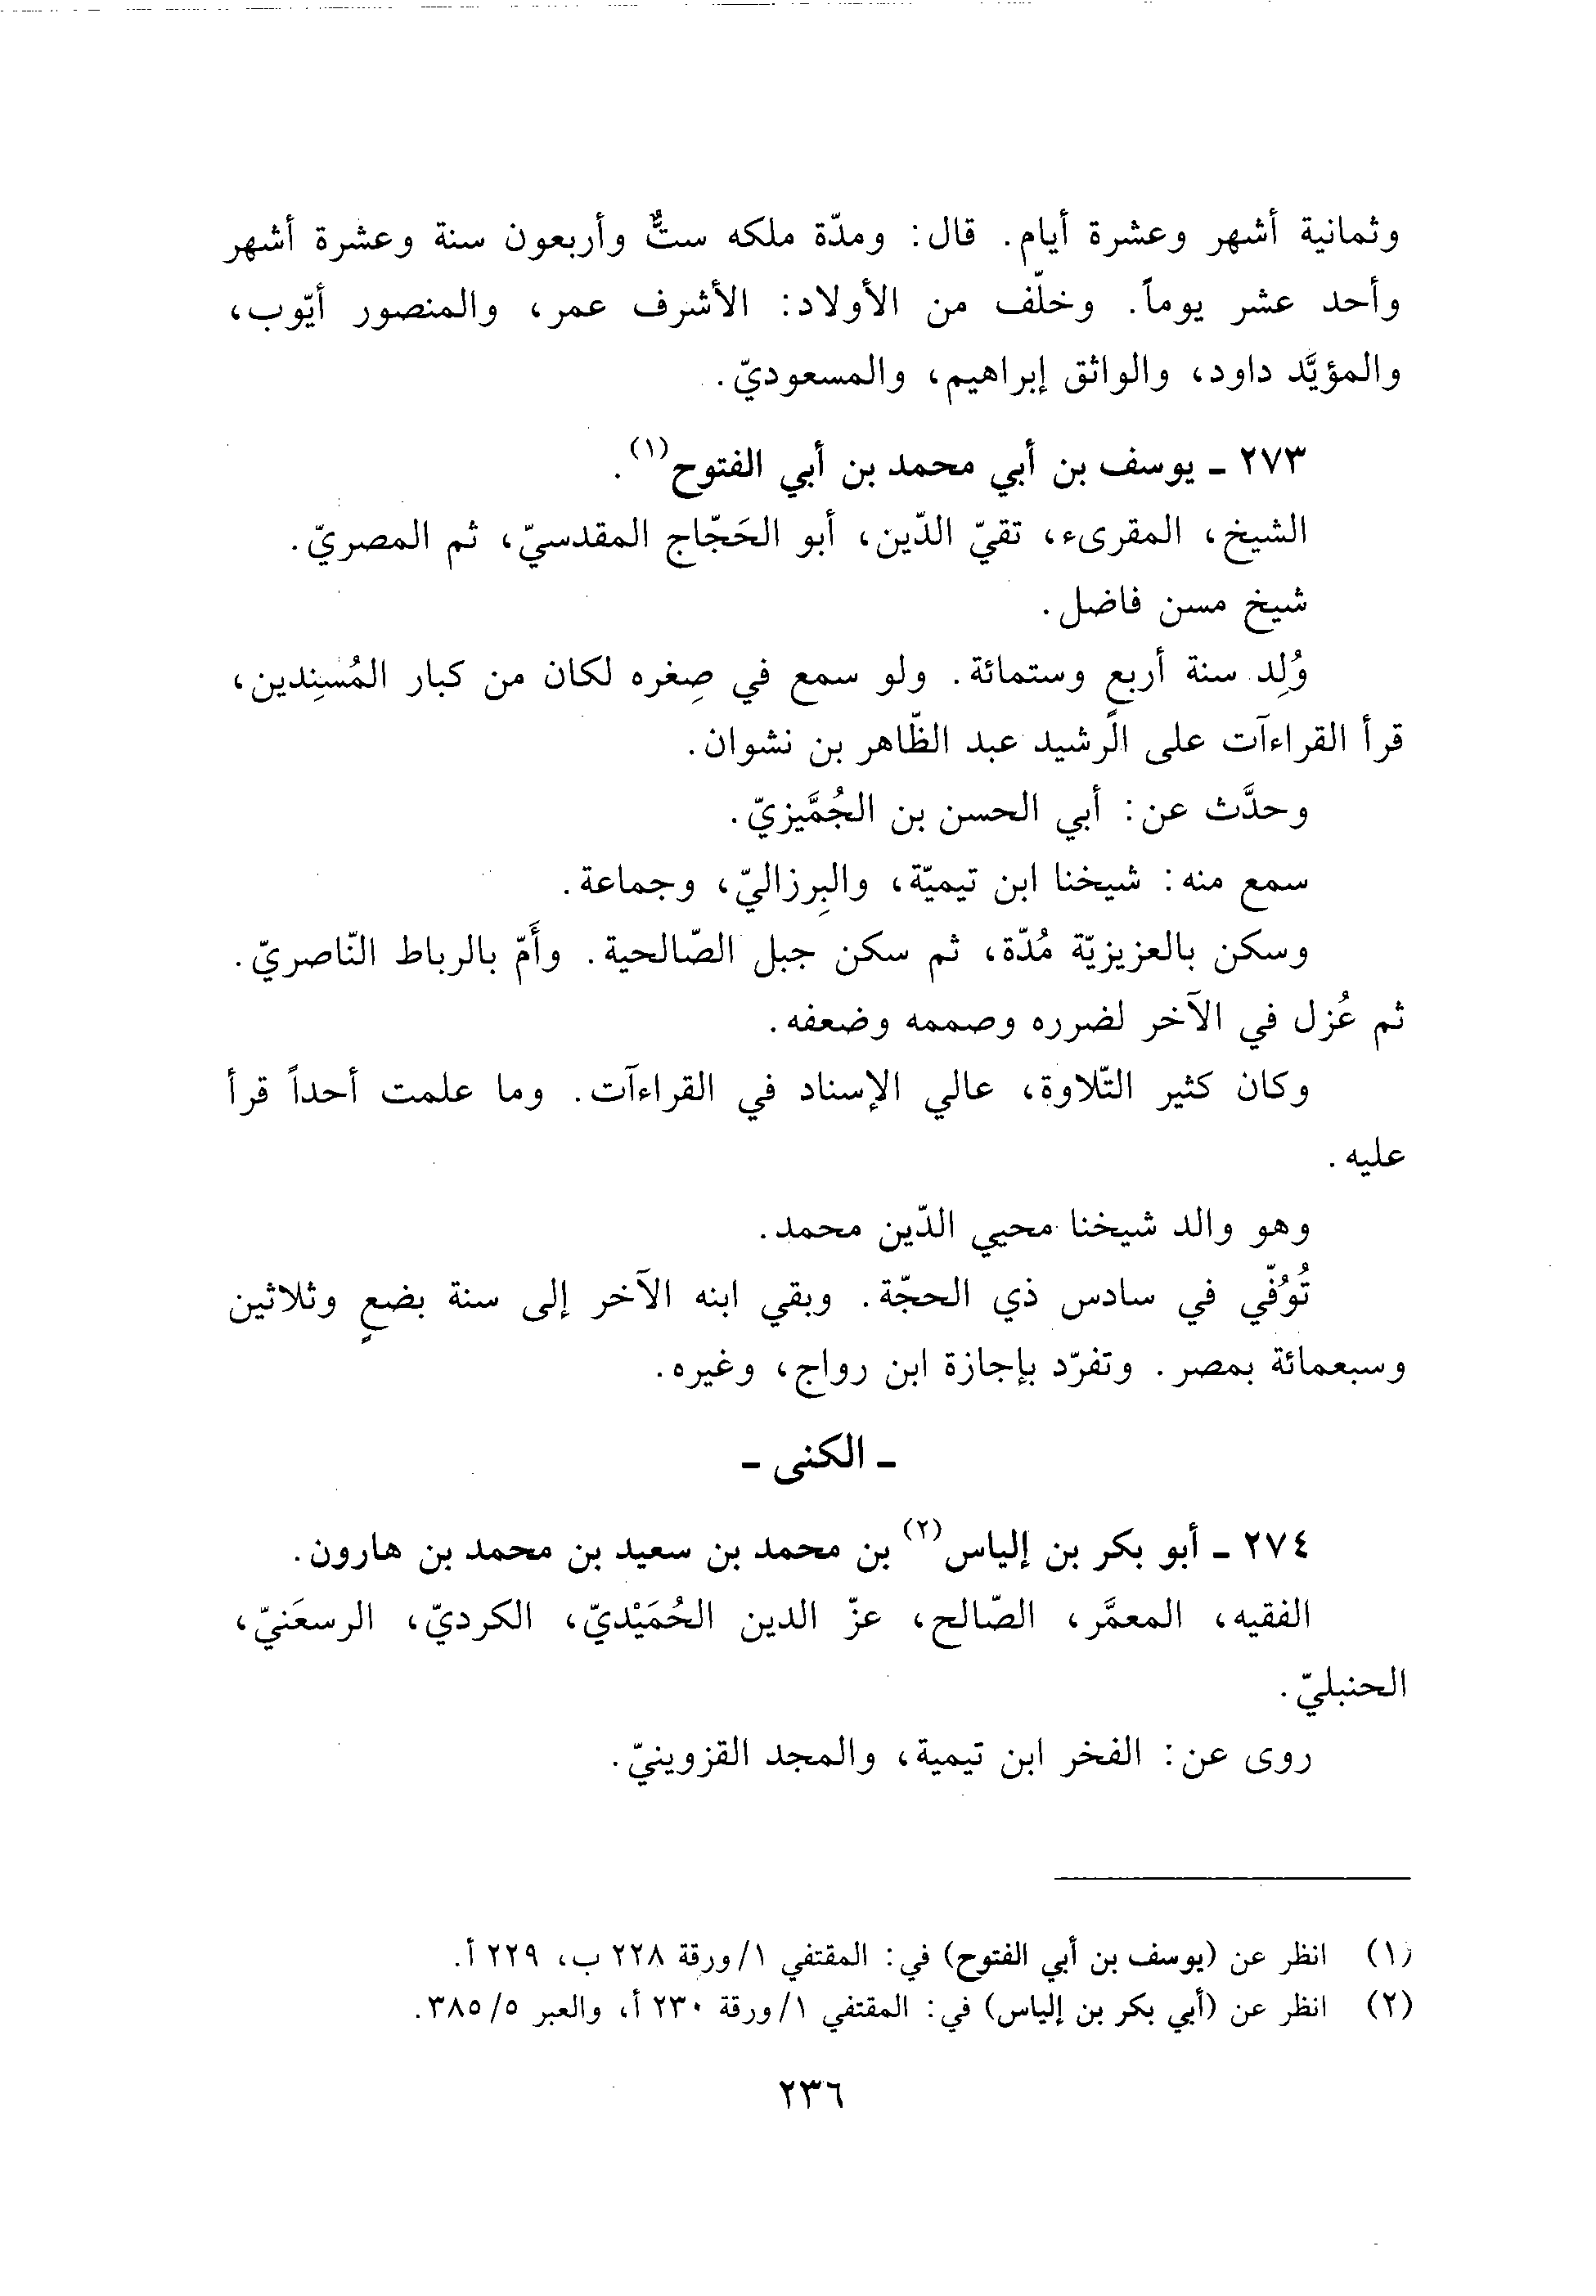 وثمانية أشهر وعشرة أيام. قال: ومدّة ملكه ستٌّ وأربعون سنة وعشرة أشهر
وأحد عشر يوماً. وخلّف من الأولاد: الأشرف عمر، والمنصور أيّوب،
والمؤيَّد داود، والواثق إبراهيم، والمسعوديّ.
٢٧٣ ـ يوسف بن أبي محمد بن أبي الفتوح(١).
الشيخ، المقرىء، تقيّ الدّين، أبو الحَجّاج المقدسيّ، ثم المصريّ.
شيخ مسن فاضل.
وُلِد سنة أربعٍ وستمائة. ولو سمع في صِغره لكان من كبار المُسنِدين،
قرأ القراءآت على الرشيد عبد الظّاهر بن نشوان.
وحدَّث عن: أبي الحسن بن الجُمَّيزيّ.
سمع منه: شيخنا ابن تيميّة، والبِرزاليّ، وجماعة.
وسكن بالعزيزيّة مُدّة، ثم سكن جبل الصّالحية. وأَمّ بالرباط النّاصريّ.
ثم عُزل في الآخر لضرره وصممه وضعفه.
وكان كثير التّلاوة، عالي الإسناد في القراءآت. وما علمت أحداً قرأ
عليه.
وهو والد شيخنا محيي الدّين محمد.
تُوُفّي في سادس ذي الحجّة. وبقي ابنه الآخر إلى سنة بضعٍ وثلاثين
وسبعمائة بمصر. وتفرّد بإجازة ابن رواج، وغيره.
ـ الكنى ـ
٢٧٤ ـ أبو بكر بن إلياس(٢) بن محمد بن سعيد بن محمد بن هارون.
الفقيه، المعمَّر، الصّالح، عزّ الدين الحُمَيْديّ، الكرديّ، الرسعَنيّ،
الحنبليّ.
روى عن: الفخر ابن تيمية، والمجد القزوينيّ.
(١) انظر عن (يوسف بن أبي الفتوح) في: المقتفي ١/ورقة ٢٢٨ ب، ٢٢٩ أ.
(٢) انظر عن (أبي بكر بن إلياس) في: المقتفي ١/ورقة ٢٣٠ أ، والعبر ٣٨٥/٥.
٢٣٦